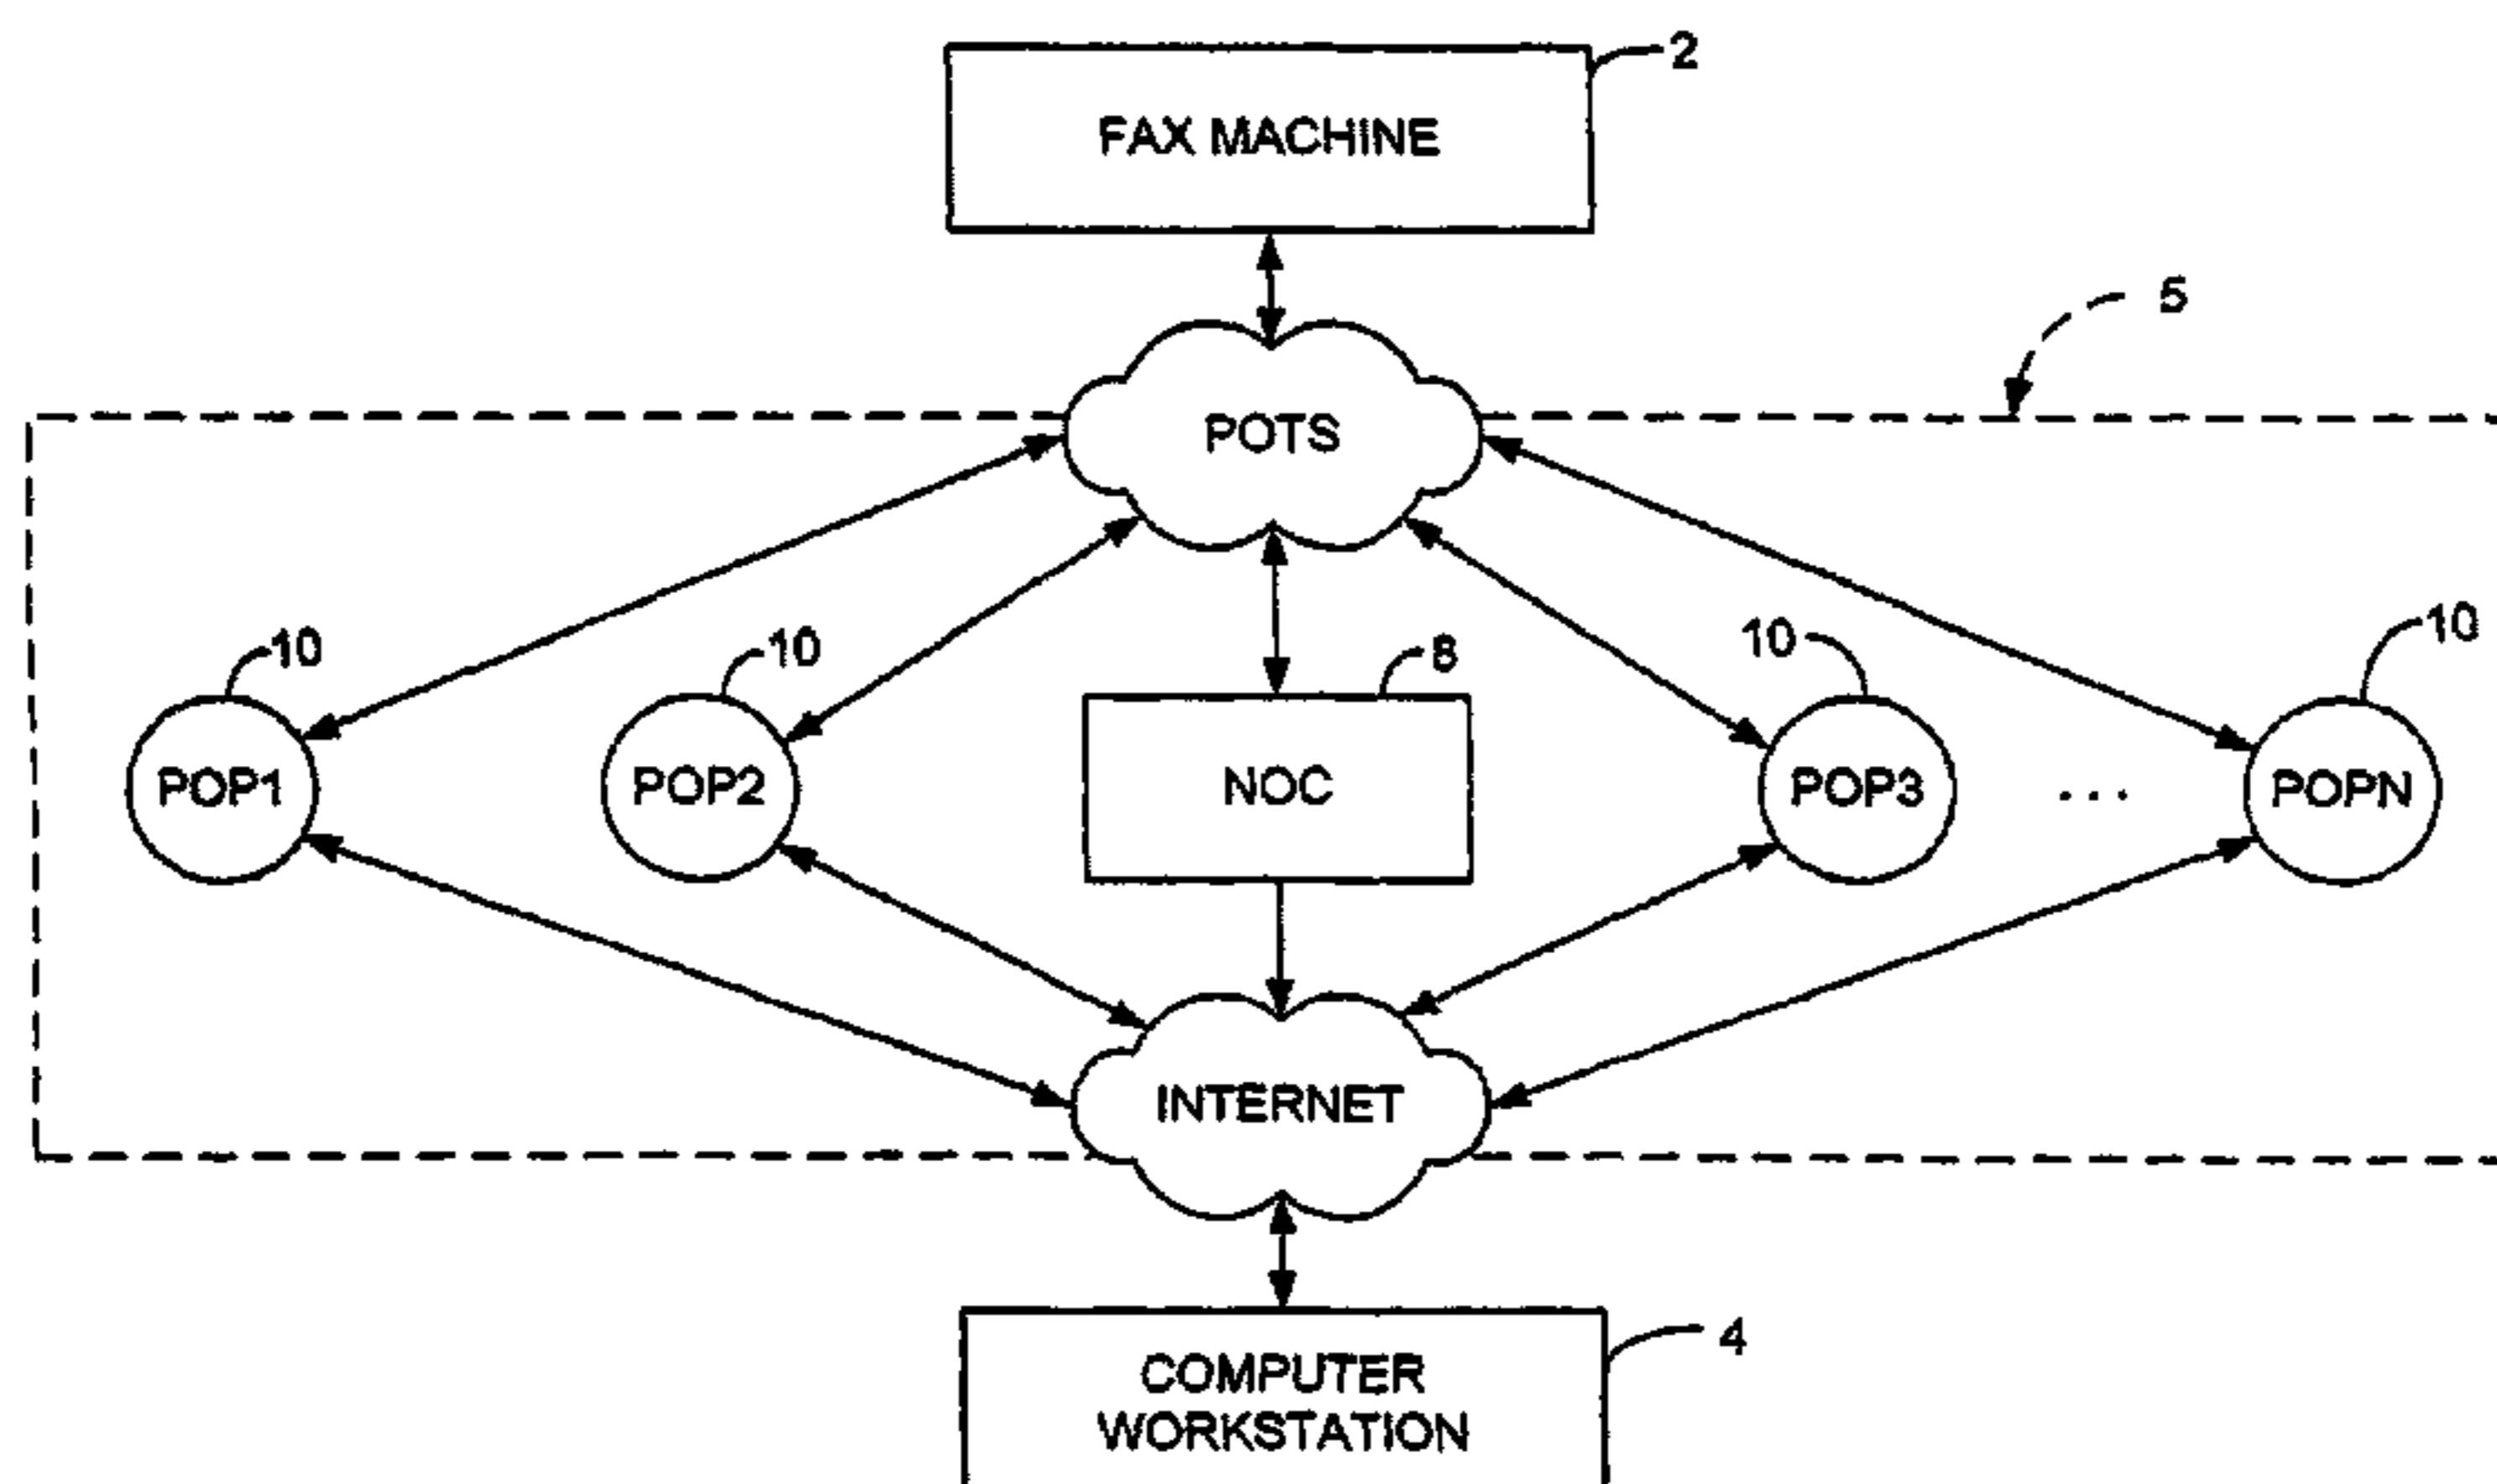 2
FAX MACHINE
5
POTS
10
10
8
10
10
POP1
POP2
NOC
POP3
. . .
POPN
INTERNET
4
COMPUTER
WORKSTATION